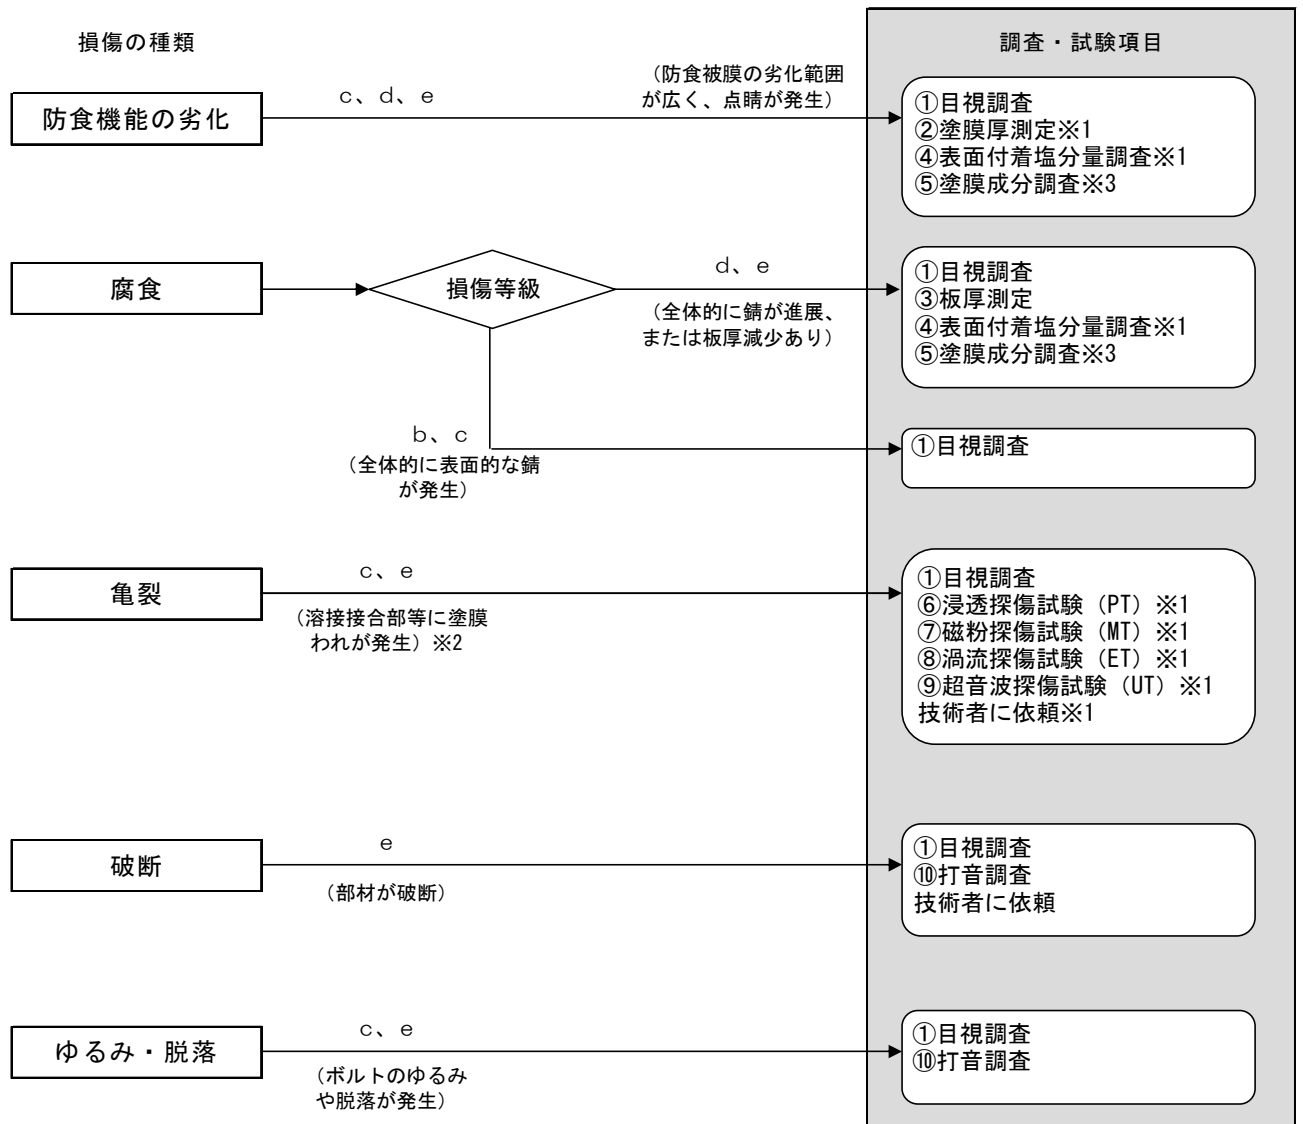 損傷の種類
調査・試験項目
防食機能の劣化
c、d、e
（防食被膜の劣化範囲
が広く、点睛が発生）
①目視調査
②塗膜厚測定※1
④表面付着塩分量調査※1
⑤塗膜成分調査※3
腐食
損傷等級
d、e
（全体的に錆が進展、
または板厚減少あり）
①目視調査
③板厚測定
④表面付着塩分量調査※1
⑤塗膜成分調査※3
b、c
（全体的に表面的な錆
が発生）
①目視調査
亀裂
c、e
（溶接接合部等に塗膜
われが発生）※2
①目視調査
⑥浸透探傷試験（PT）※1
⑦磁粉探傷試験（MT）※1
⑧渦流探傷試験（ET）※1
⑨超音波探傷試験（UT）※1
技術者に依頼※1
破断
e
（部材が破断）
①目視調査
⑩打音調査
技術者に依頼
ゆるみ・脱落
c、e
（ボルトのゆるみ
や脱落が発生）
①目視調査
⑩打音調査